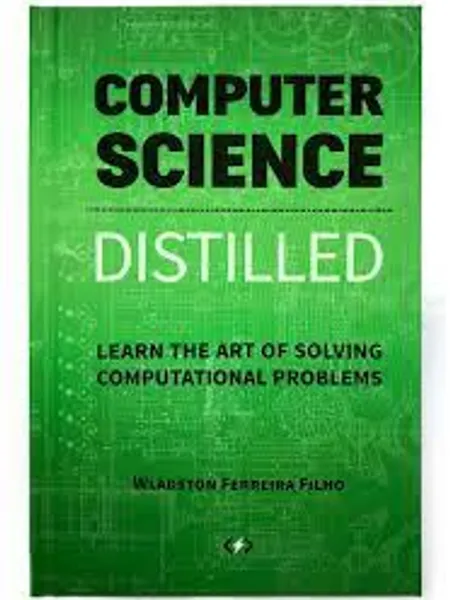 COMPUTER
SCIENCE
DISTILLED
LEARN THE ART OF SOLVING
COMPUTATIONAL PROBLEMS
WLADSTON FERREIRA FILHO